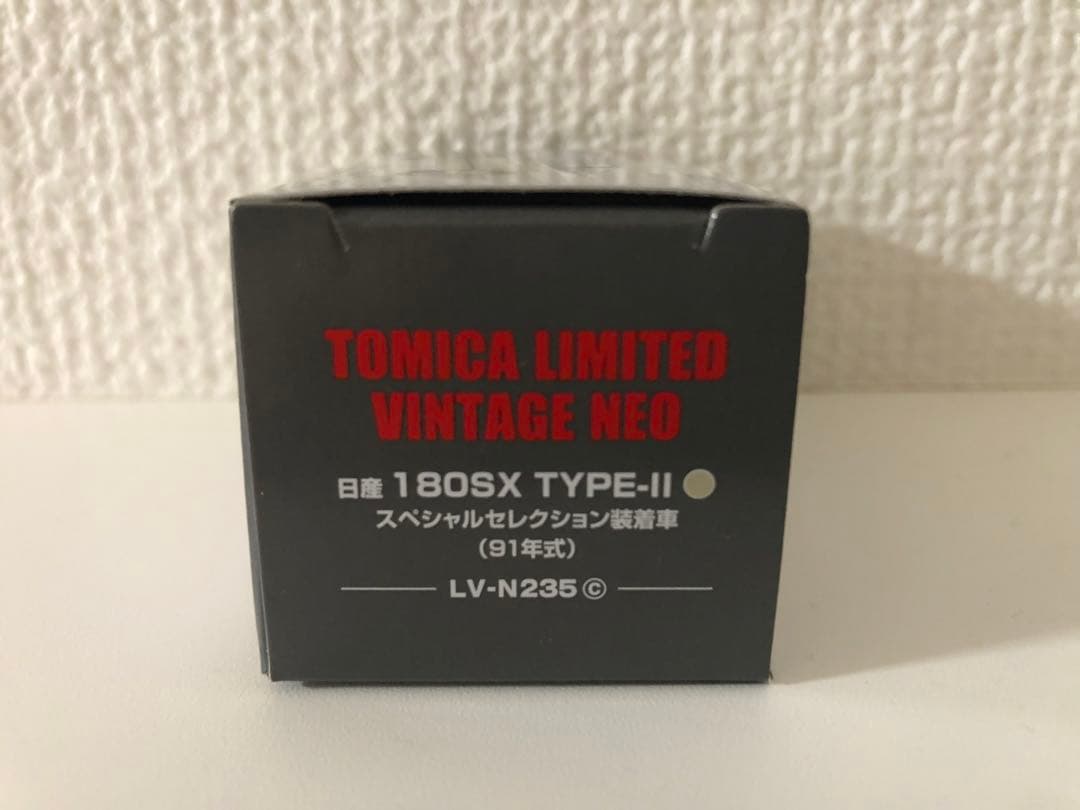 TOMICA LIMITED
VINTAGE NEO
日産 180SX TYPE-II
スペシャルセレクション装着車
(91年式)
LV-N235ⓒ